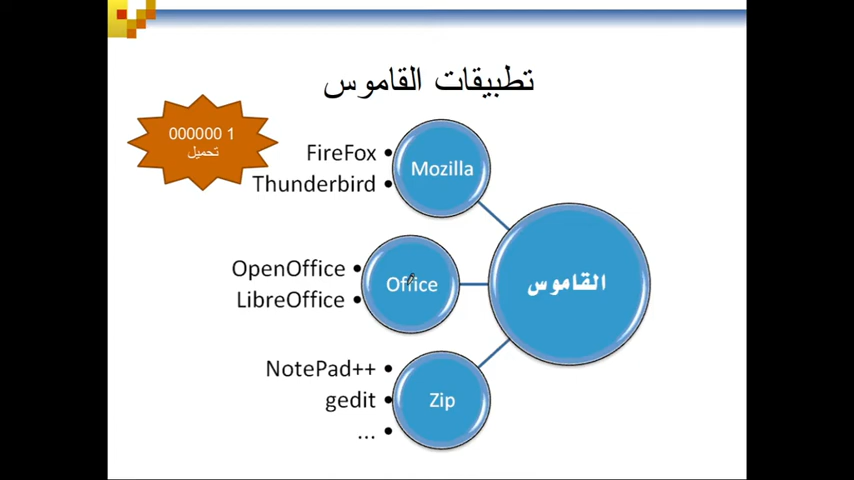 تطبيقات القاموس
1 000000
تحميل
القاموس
Mozilla
FireFox
Thunderbird
Office
OpenOffice
LibreOffice
Zip
NotePad++
gedit
...